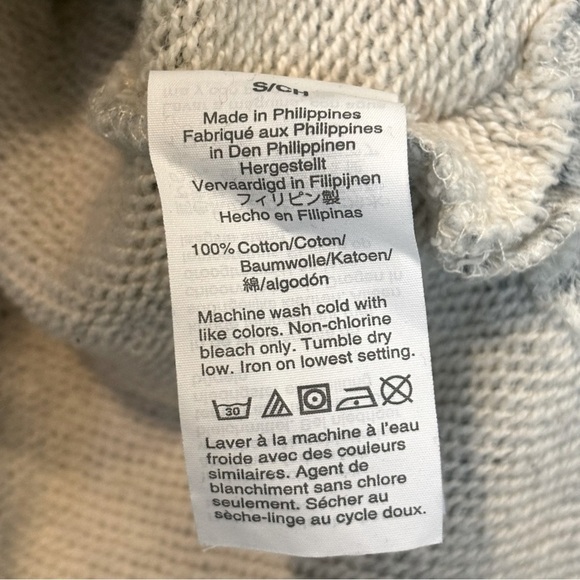 S/CH
Made in Philippines
Fabriqué aux Philippines
in Den Philippinen
Hergestellt
Vervaardigd in Filipijnen
フィリピン製
Hecho en Filipinas
100% Cotton/Coton/
Baumwolle/Katoen/
綿/algodón
Machine wash cold with
like colors. Non-chlorine
bleach only. Tumble dry
low. Iron on lowest setting.
30
Laver à la machine à l'eau
froide avec des couleurs
similaires. Agent de
blanchiment sans chlore
seulement. Sécher au
sèche-linge au cycle doux.